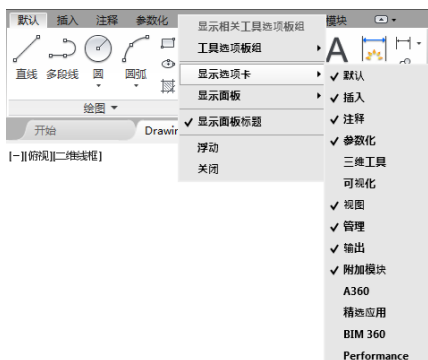 默认 插入 注释 参数化 模块
显示相关工具选项板组
工具选项板组
显示选项卡
显示面板
显示面板标题
浮动
关闭
直线 多段线 圆 圆弧
绘图
开始 Drawin
[-][俯视][二维线框]
A
默认
插入
注释
参数化
三维工具
可视化
视图
管理
输出
附加模块
A360
精选应用
BIM 360
Performance